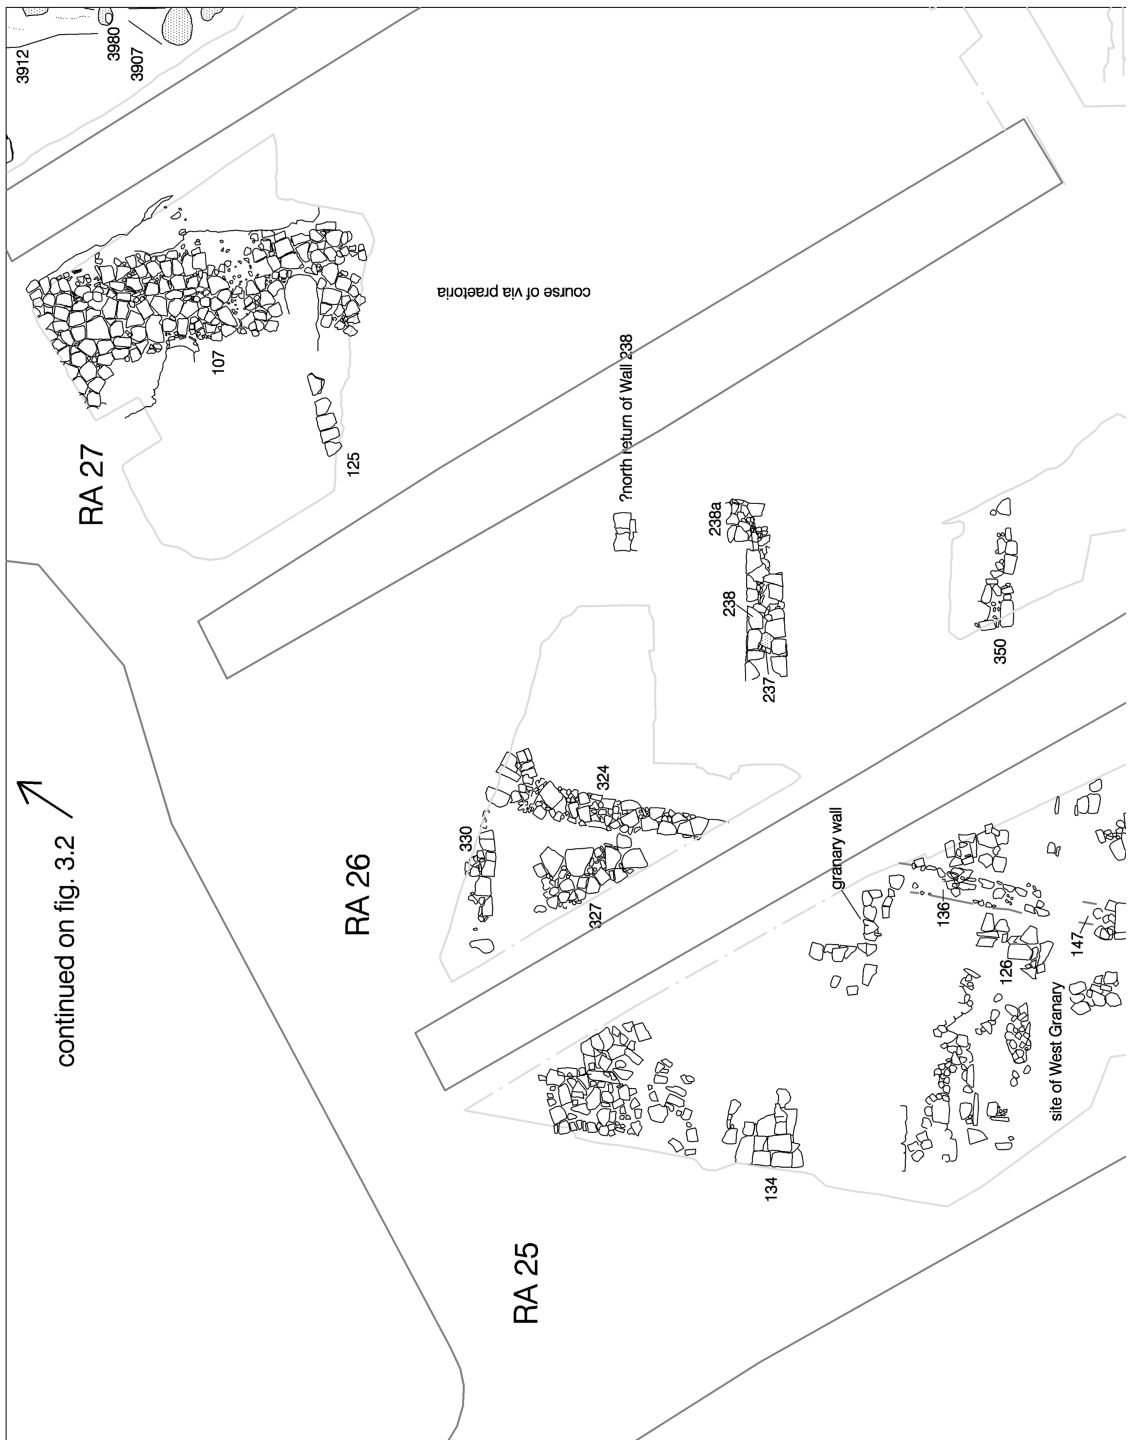 3912
3980
3907
107
125
RA 27
course of via praetoria
?north return of Wall 238
238a
238
237
350
continued on fig. 3.2
RA 26
330
324
327
granary wall
136
126
147
site of West Granary
134
RA 25